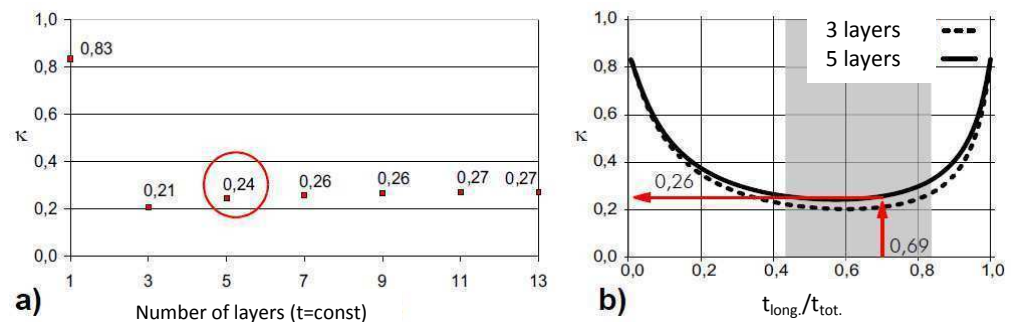 1,0
0,8
0,6
κ
0,4
0,2
0,0
0,83
0,21
0,24
0,26
0,26
0,27
0,27
1 3 5 7 9 11 13
a)
Number of layers (t=const)
1,0
0,8
0,6
κ
0,4
0,2
0,0
3 layers
5 layers
0,26
0,69
0,0 0,2 0,4 0,6 0,8 1,0
b)
t long./t tot.